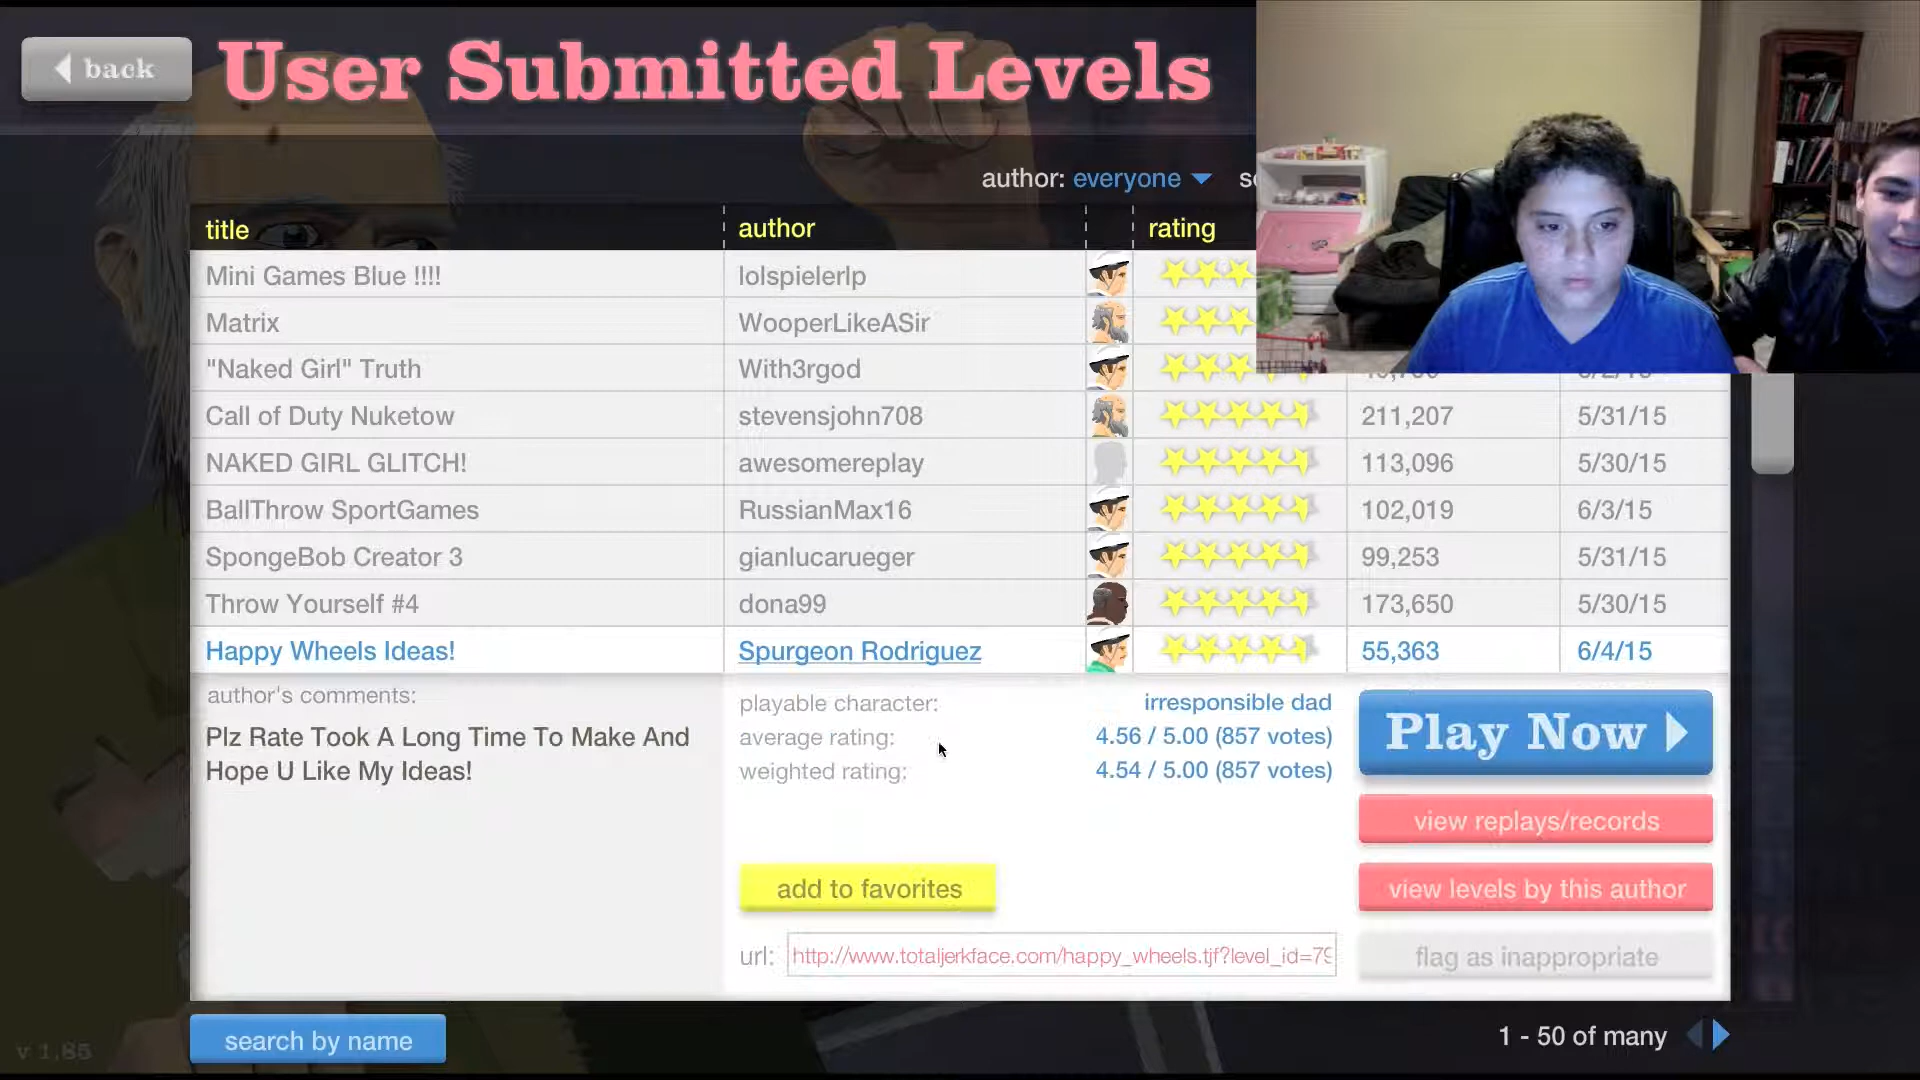 back
User Submitted Levels
author: everyone
title author rating
Mini Games Blue !!!! lolspielerlp
Matrix WooperLikeASir
"Naked Girl" Truth With3rgod
Call of Duty Nuketow stevensjohn708 211,207 5/31/15
NAKED GIRL GLITCH! awesomereplay 113,096 5/30/15
BallThrow SportGames RussianMax16 102,019 6/3/15
SpongeBob Creator 3 gianlucarueger 99,253 5/31/15
Throw Yourself #4 dona99 173,650 5/30/15
Happy Wheels Ideas! Spurgeon Rodriguez 55,363 6/4/15
author's comments:
Plz Rate Took A Long Time To Make And
Hope U Like My Ideas!
playable character: irresponsible dad
average rating: 4.56 / 5.00 (857 votes)
weighted rating: 4.54 / 5.00 (857 votes)
Play Now
view replays/records
add to favorites
view levels by this author
url: http://www.totaljerkface.com/happy_wheels.tjf?level_id=79
flag as inappropriate
search by name
1 - 50 of many
v 1.85